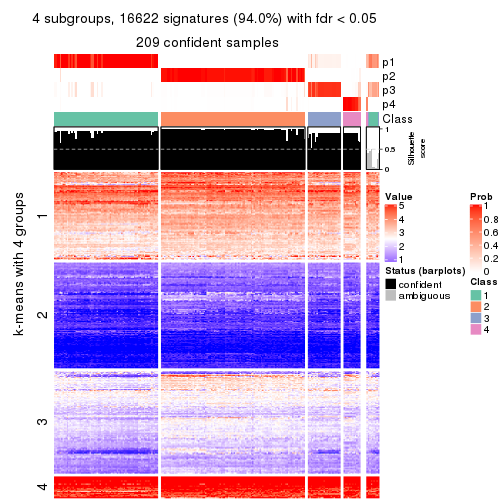 4 subgroups, 16622 signatures (94.0%) with fdr < 0.05
209 confident samples
p1
p2
p3
p4
Class
1
0.5
0
Silhouette
score
k-means with 4 groups
1
2
3
4
Value
5
4
3
2
1
Status (barplots)
confident
ambiguous
Prob
1
0.8
0.6
0.4
0.2
0
Class
1
2
3
4